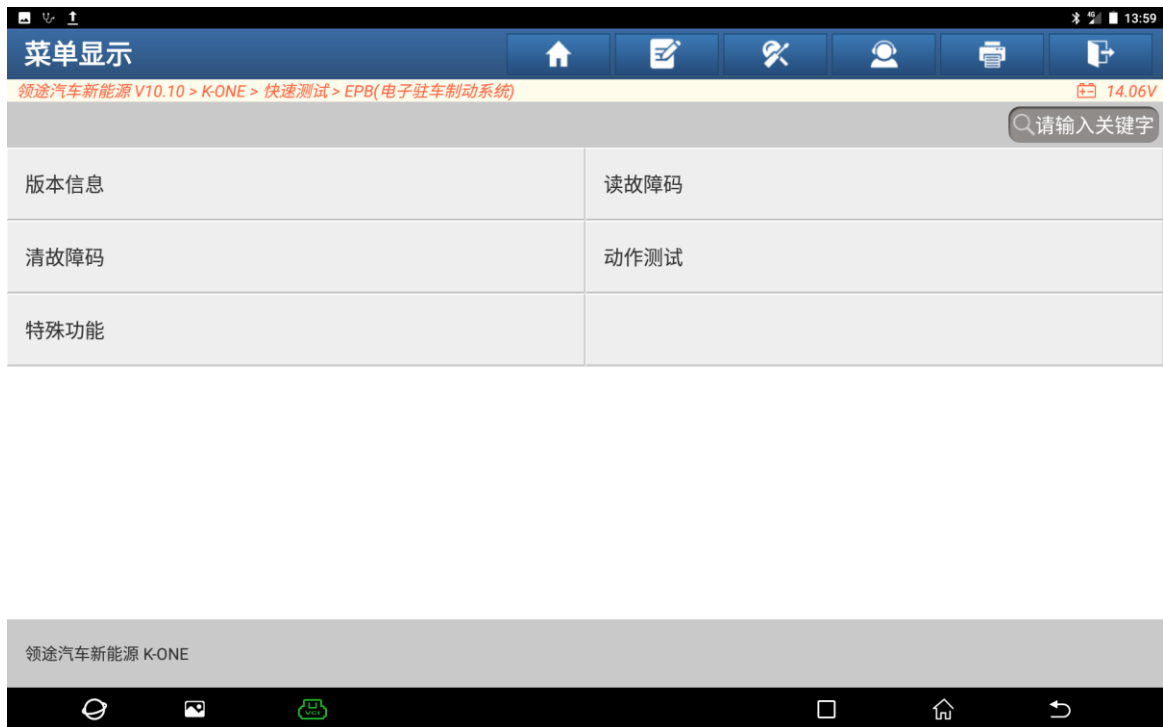 4G 13:59
菜单显示
领途汽车新能源 V10.10 > K-ONE > 快速测试 > EPB(电子驻车制动系统) 14.06V
请输入关键字
版本信息 读故障码
清故障码 动作测试
特殊功能
领途汽车新能源 K-ONE
VCI